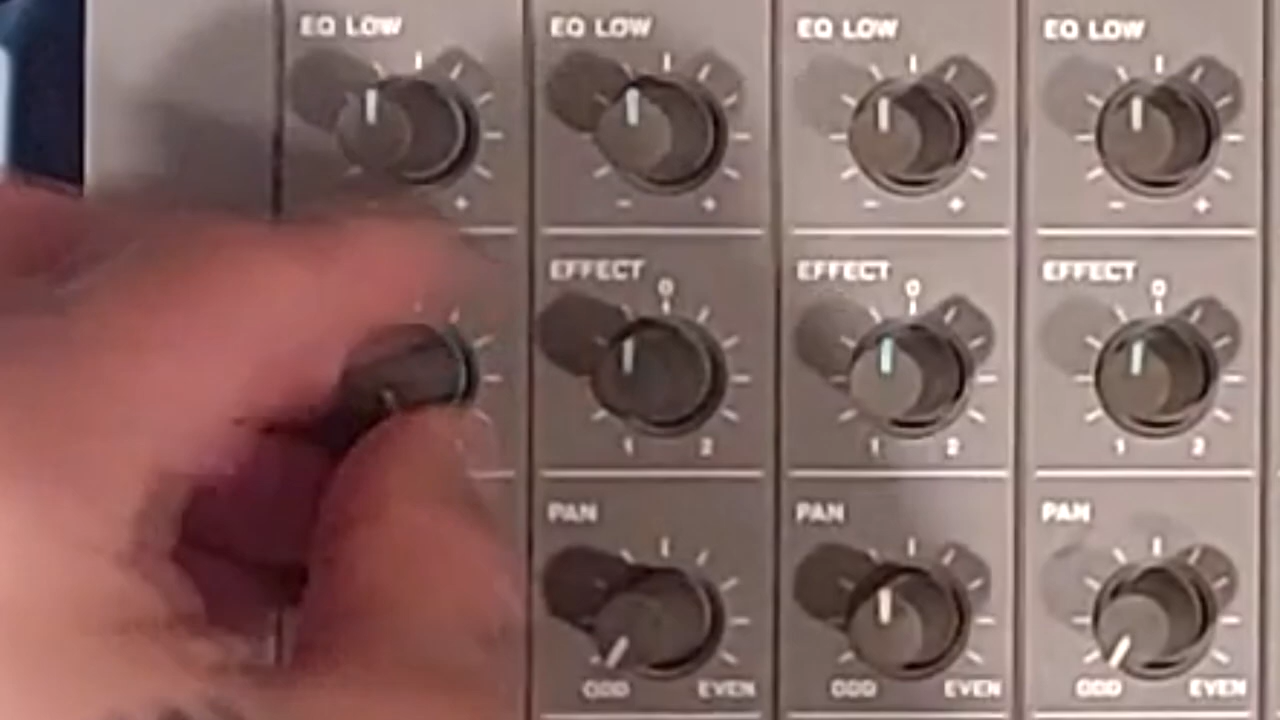 EQ LOW EQ LOW EQ LOW EQ LOW
+ - + - + - +
EFFECT EFFECT EFFECT
0 0 0
1 2 1 2 1 2
PAN PAN PAN
ODD EVEN ODD EVEN ODD EVEN